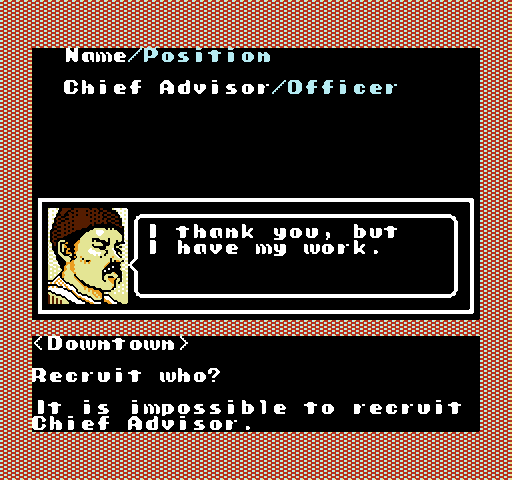 Name/Position
Chief Advisor/Officer
I thank you, but
I have my work.
<Downtown>
Recruit who?
It is impossible to recruit
Chief Advisor.